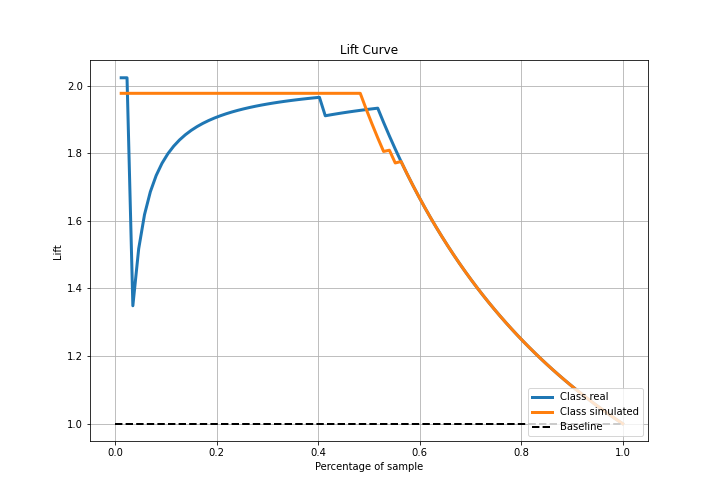 Lift Curve
Lift
2.0
1.8
1.6
1.4
1.2
1.0
0.0 0.2 0.4 0.6 0.8 1.0
Percentage of sample
Class real
Class simulated
Baseline